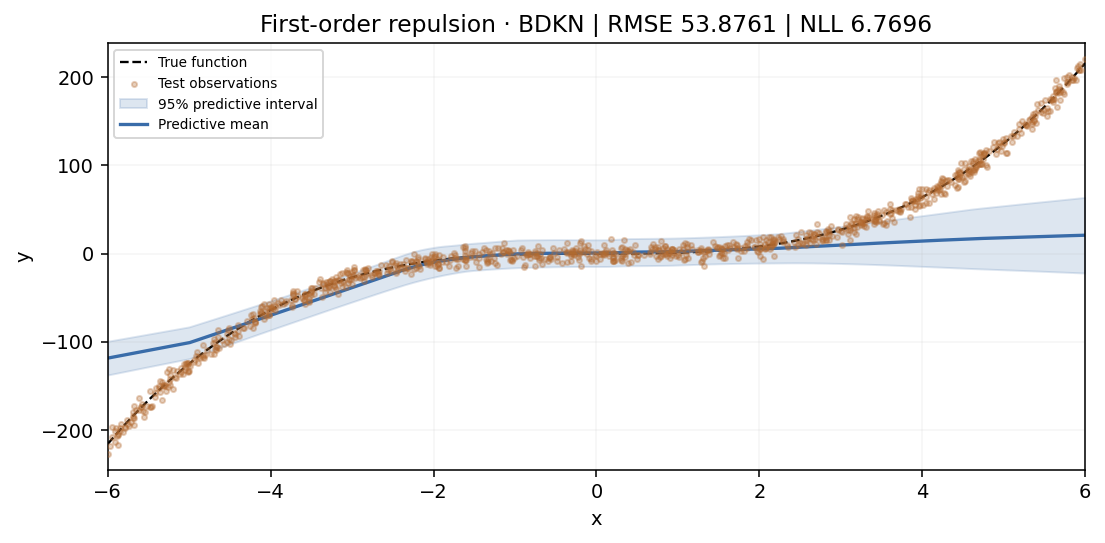 First-order repulsion · BDKN | RMSE 53.8761 | NLL 6.7696
True function
Test observations
95% predictive interval
Predictive mean
200
100
0
−100
−200
y
−6 −4 −2 0 2 4 6
x